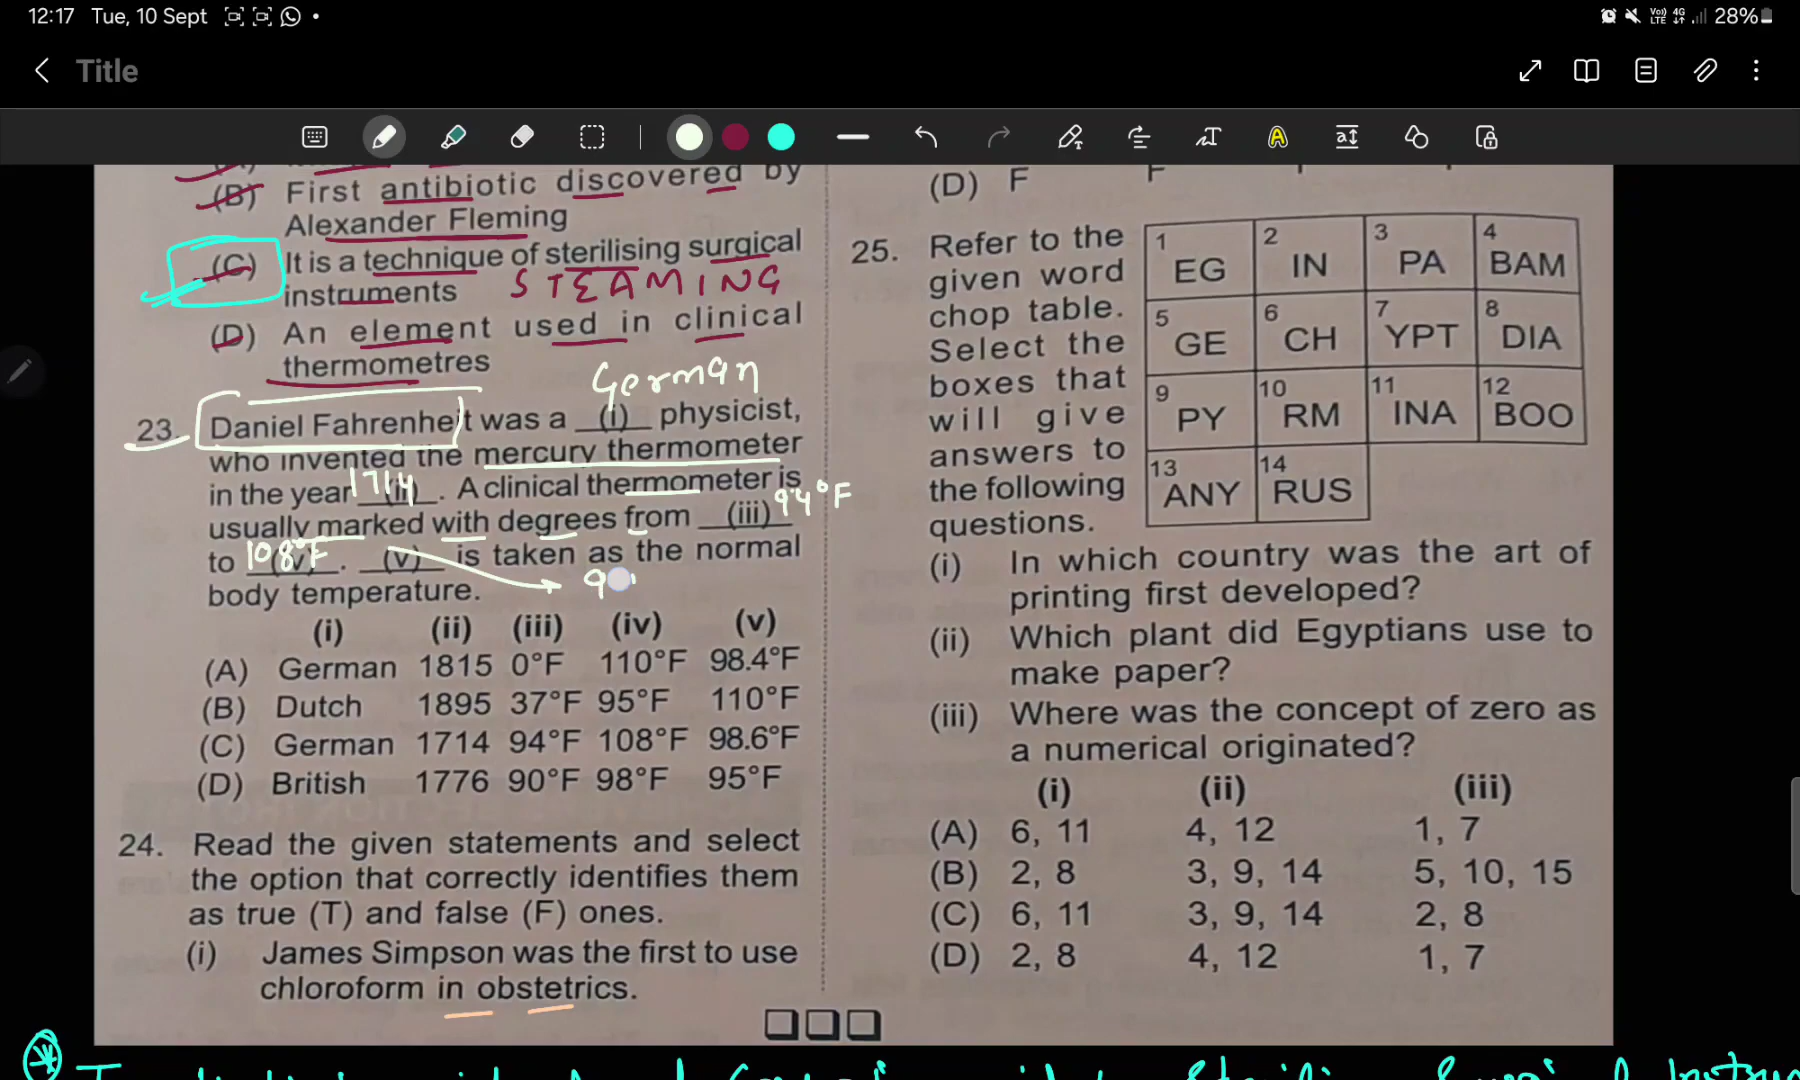 12:17 Tue, 10 Sept
28%
Title
(B) First antibiotic discovered by
Alexander Fleming
(C) It is a technique of sterilising surgical
instruments STEAMING
(D) An element used in clinical
thermometres
German
23. Daniel Fahrenheit was a (i) physicist,
who invented the mercury thermometer
1714
in the year (ii). A clinical thermometer is
94°F
usually marked with degrees from (iii)
108°F
to (iv). (v) is taken as the normal
body temperature.
(i) (ii) (iii) (iv) (v)
(A) German 1815 0°F 110°F 98.4°F
(B) Dutch 1895 37°F 95°F 110°F
(C) German 1714 94°F 108°F 98.6°F
(D) British 1776 90°F 98°F 95°F
24. Read the given statements and select
the option that correctly identifies them
as true (T) and false (F) ones.
(i) James Simpson was the first to use
chloroform in obstetrics.
(D) F F
25. Refer to the
given word
chop table.
Select the
boxes that
will give
answers to
the following
questions.
1 EG 2 IN 3 PA 4 BAM
5 GE 6 CH 7 YPT 8 DIA
9 PY 10 RM 11 INA 12 BOO
13 ANY 14 RUS
(i) In which country was the art of
printing first developed?
(ii) Which plant did Egyptians use to
make paper?
(iii) Where was the concept of zero as
a numerical originated?
(i) (ii) (iii)
(A) 6, 11 4, 12 1, 7
(B) 2, 8 3, 9, 14 5, 10, 15
(C) 6, 11 3, 9, 14 2, 8
(D) 2, 8 4, 12 1, 7